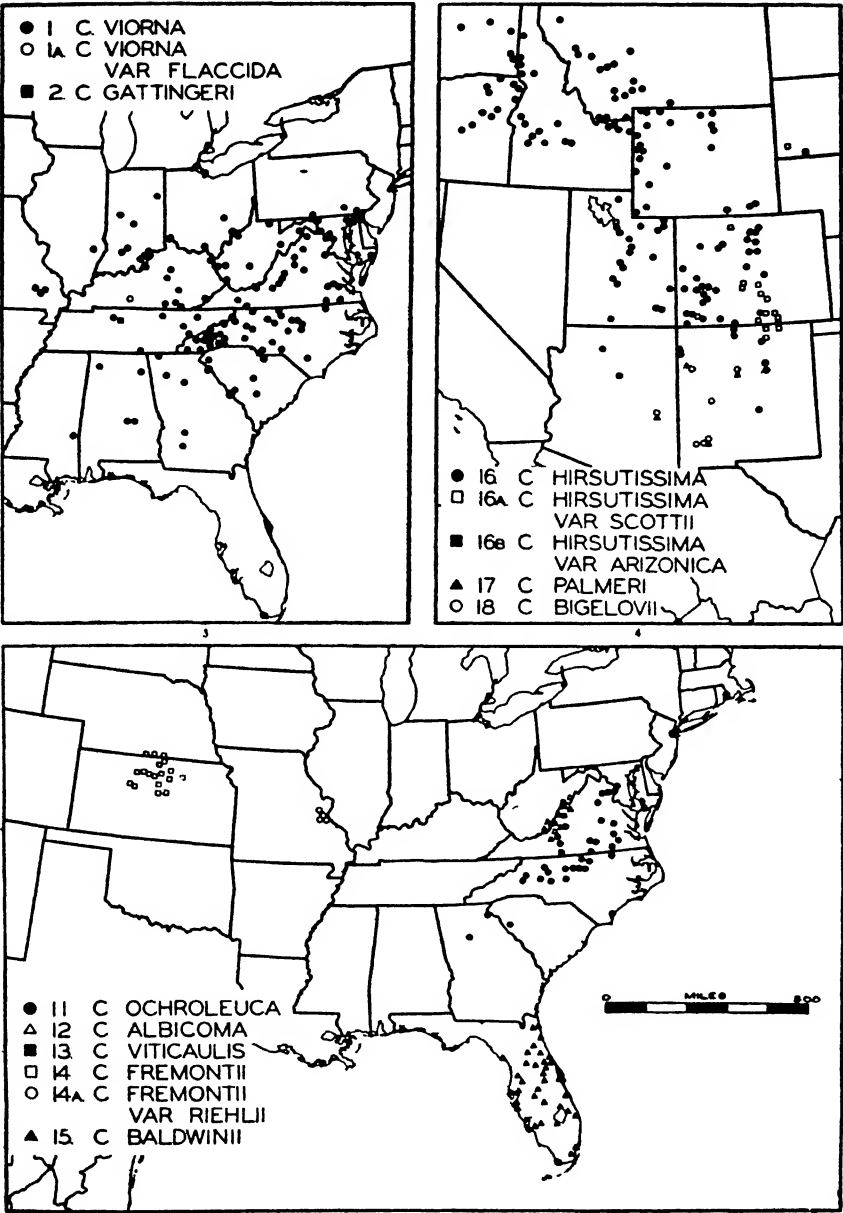 ● 1 C. VIORNA
○ 1A C VIORNA
VAR FLACCIDA
■ 2. C GATTINGERI
3
● 16. C HIRSUTISSIMA
□ 16A. C HIRSUTISSIMA
VAR SCOTTII
■ 16B C HIRSUTISSIMA
VAR ARIZONICA
▲ 17 C PALMERI
○ 18 C BIGELOVII
4
● 11 C OCHROLEUCA
△ 12 C ALBICOMA
■ 13. C VITICAULIS
□ 14 C FREMONTII
○ 14A. C FREMONTII
VAR RIEHLII
▲ 15. C BALDWINII
0 MILES 500